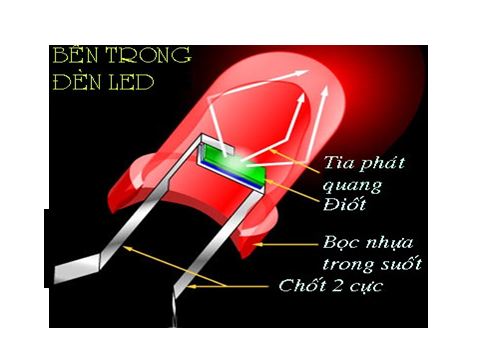 BÊN TRONG
ĐÈN LED
Tia phát
quang
Điốt
Bọc nhựa
trong suốt
Chốt 2 cực